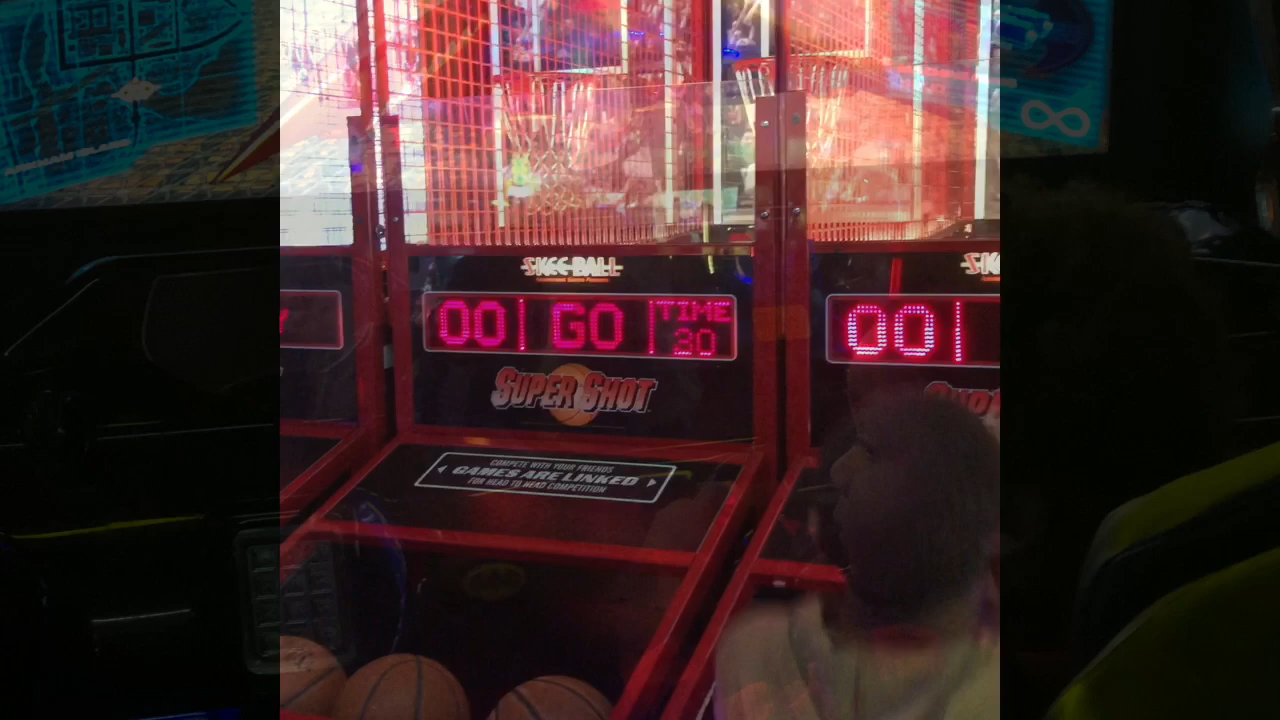 SKEE-BALL
00 GO TIME
30
SUPER SHOT
COMPETE WITH YOUR FRIENDS
GAMES ARE LINKED
FOR HEAD TO HEAD COMPETITION
00